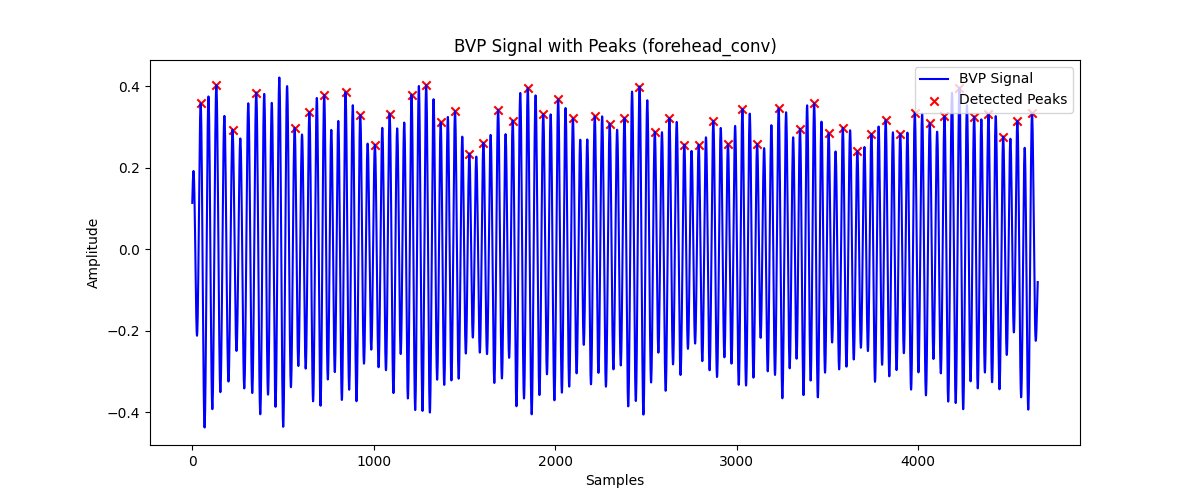 BVP Signal with Peaks (forehead_conv)
BVP Signal
Detected Peaks
Amplitude
0.4
0.2
0.0
−0.2
−0.4
0 1000 2000 3000 4000
Samples